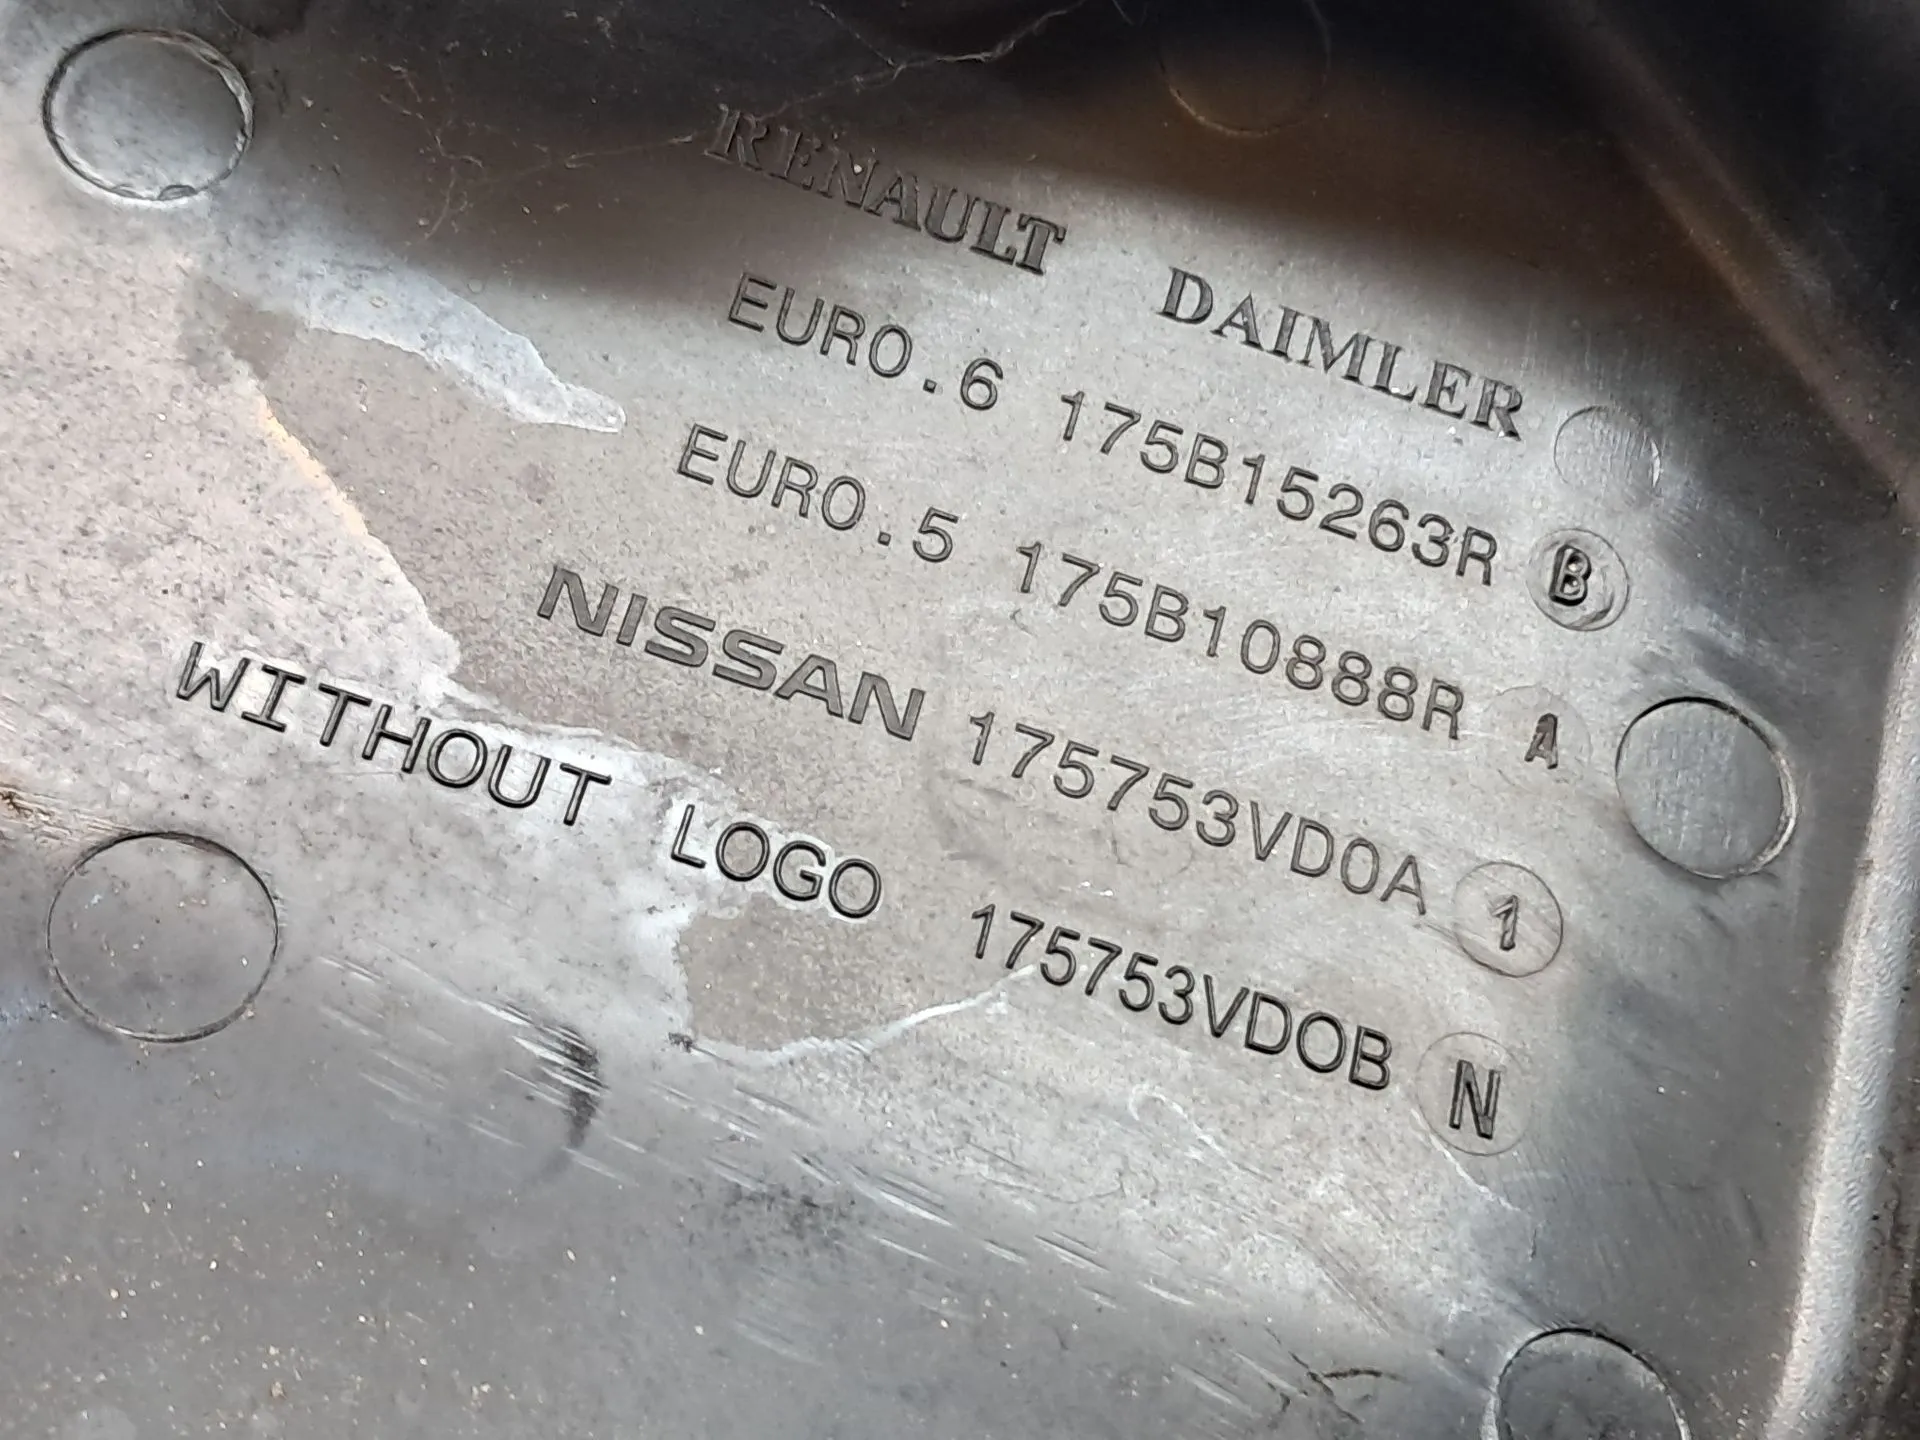 RENAULT DAIMLER
EURO.6 175B15263R B
EURO.5 175B10888R A
NISSAN 175753VD0A 1
WITHOUT LOGO 175753VD0B N